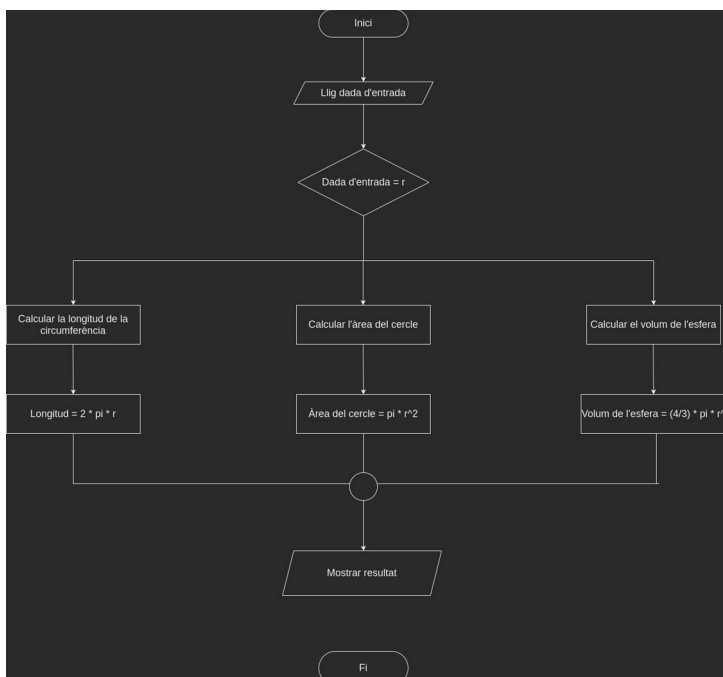 Inici
Llig dada d'entrada
Dada d'entrada = r
Calcular la longitud de la
circumferència
Calcular l'àrea del cercle
Calcular el volum de l'esfera
Longitud = 2 * pi * r
Àrea del cercle = pi * r^2
Volum de l'esfera = (4/3) * pi * r^
Mostrar resultat
Fi